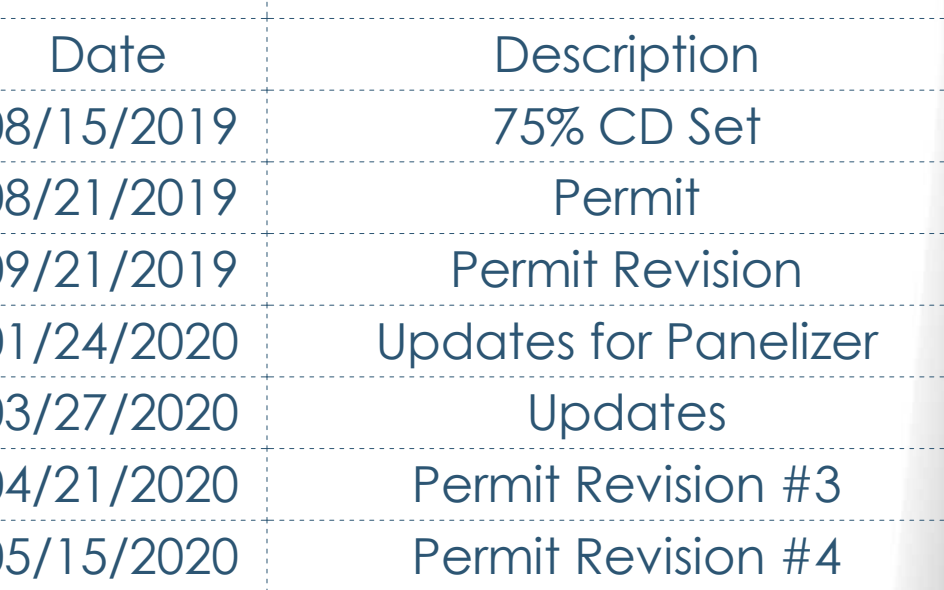 Date Description
08/15/2019 75% CD Set
08/21/2019 Permit
09/21/2019 Permit Revision
01/24/2020 Updates for Panelizer
03/27/2020 Updates
04/21/2020 Permit Revision #3
05/15/2020 Permit Revision #4